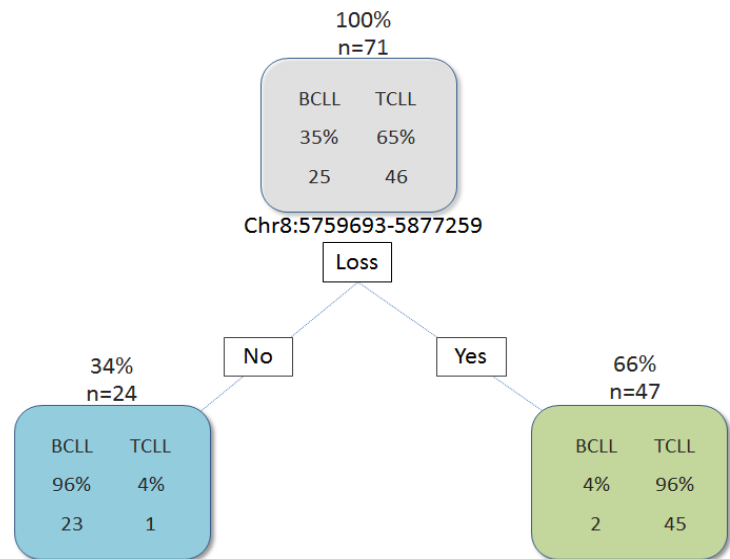 100%
n=71
BCLL TCLL
35% 65%
25 46
Chr8:5759693-5877259
Loss
No
Yes
34%
n=24
BCLL TCLL
96% 4%
23 1
66%
n=47
BCLL TCLL
4% 96%
2 45